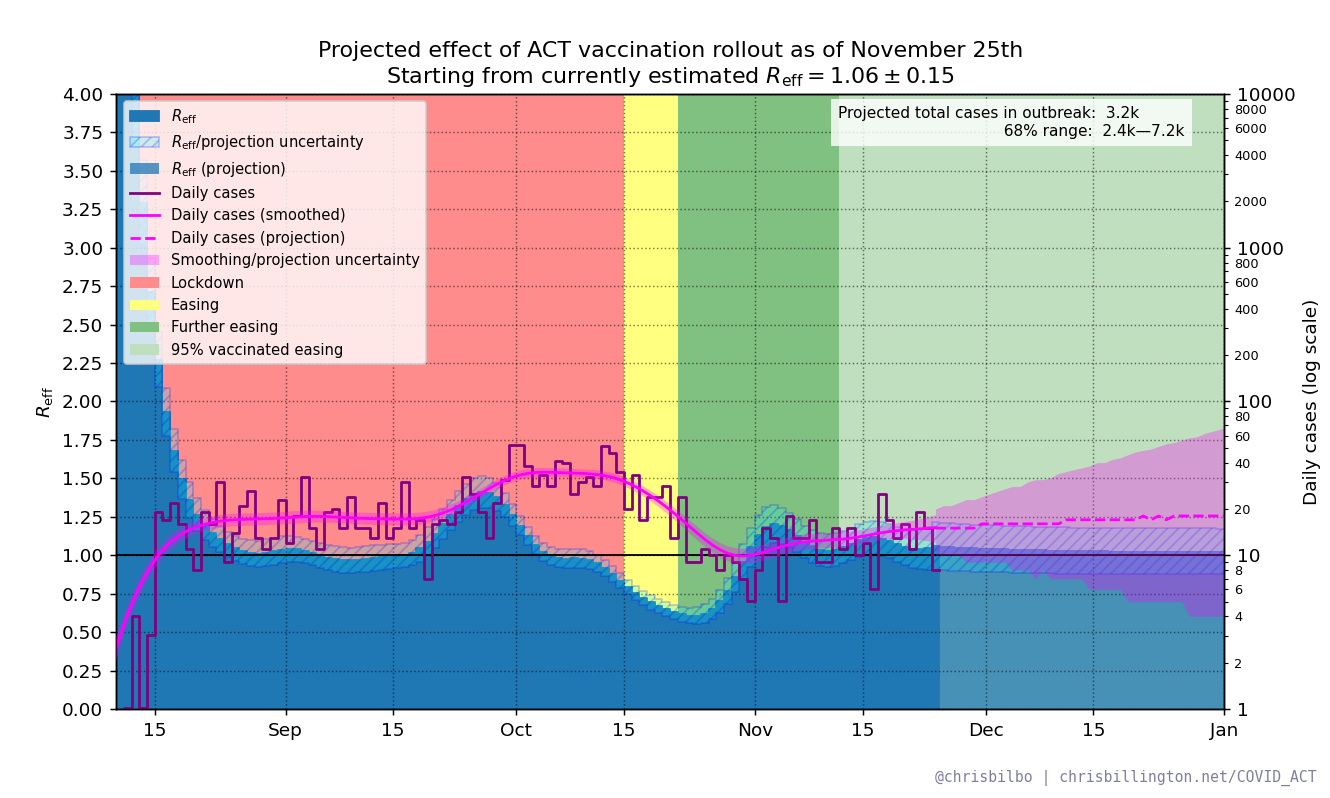 Projected effect of ACT vaccination rollout as of November 25th
Starting from currently estimated R_eff = 1.06 ± 0.15
R_eff
R_eff/projection uncertainty
R_eff (projection)
Daily cases
Daily cases (smoothed)
Daily cases (projection)
Smoothing/projection uncertainty
Lockdown
Easing
Further easing
95% vaccinated easing
Projected total cases in outbreak: 3.2k
68% range: 2.4k—7.2k
R_eff
4.00
3.75
3.50
3.25
3.00
2.75
2.50
2.25
2.00
1.75
1.50
1.25
1.00
0.75
0.50
0.25
0.00
15
Sep
15
Oct
15
Nov
15
Dec
15
Jan
10000
8000
6000
4000
2000
1000
800
600
400
200
100
80
60
40
20
10
8
6
4
2
1
Daily cases (log scale)
@chrisbilbo | chrisbillington.net/COVID_ACT